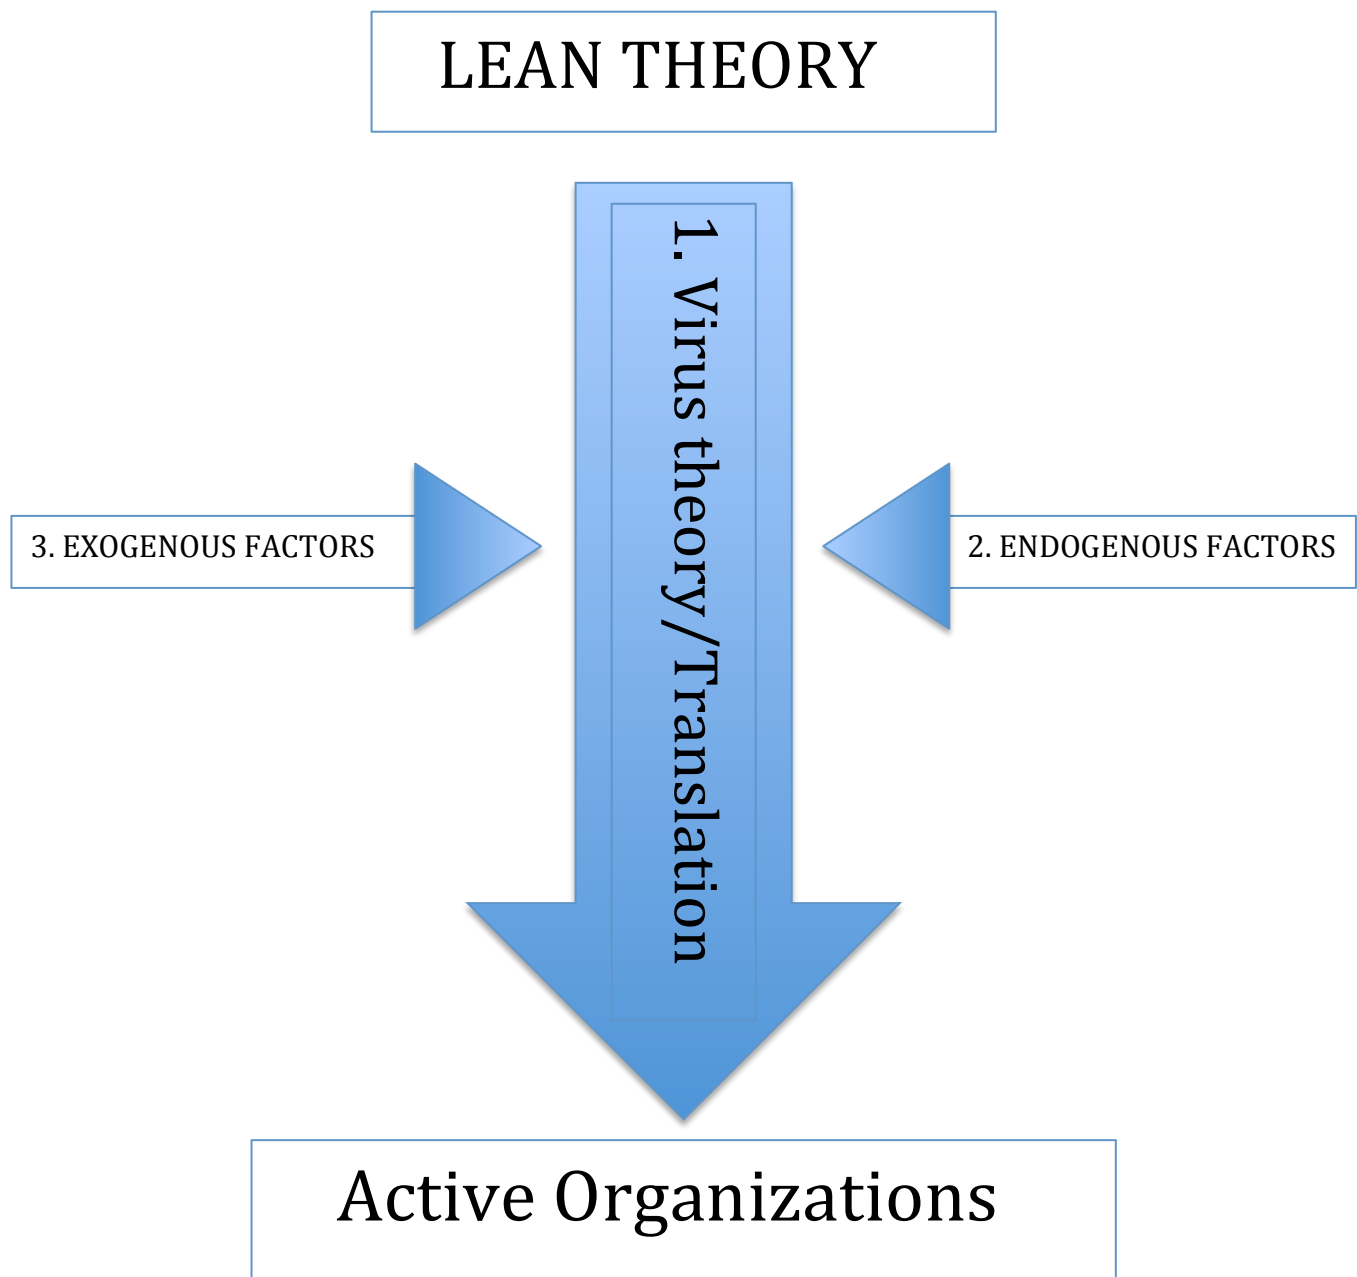 LEAN THEORY
1. Virus theory/Translation
3. EXOGENOUS FACTORS
2. ENDOGENOUS FACTORS
Active Organizations